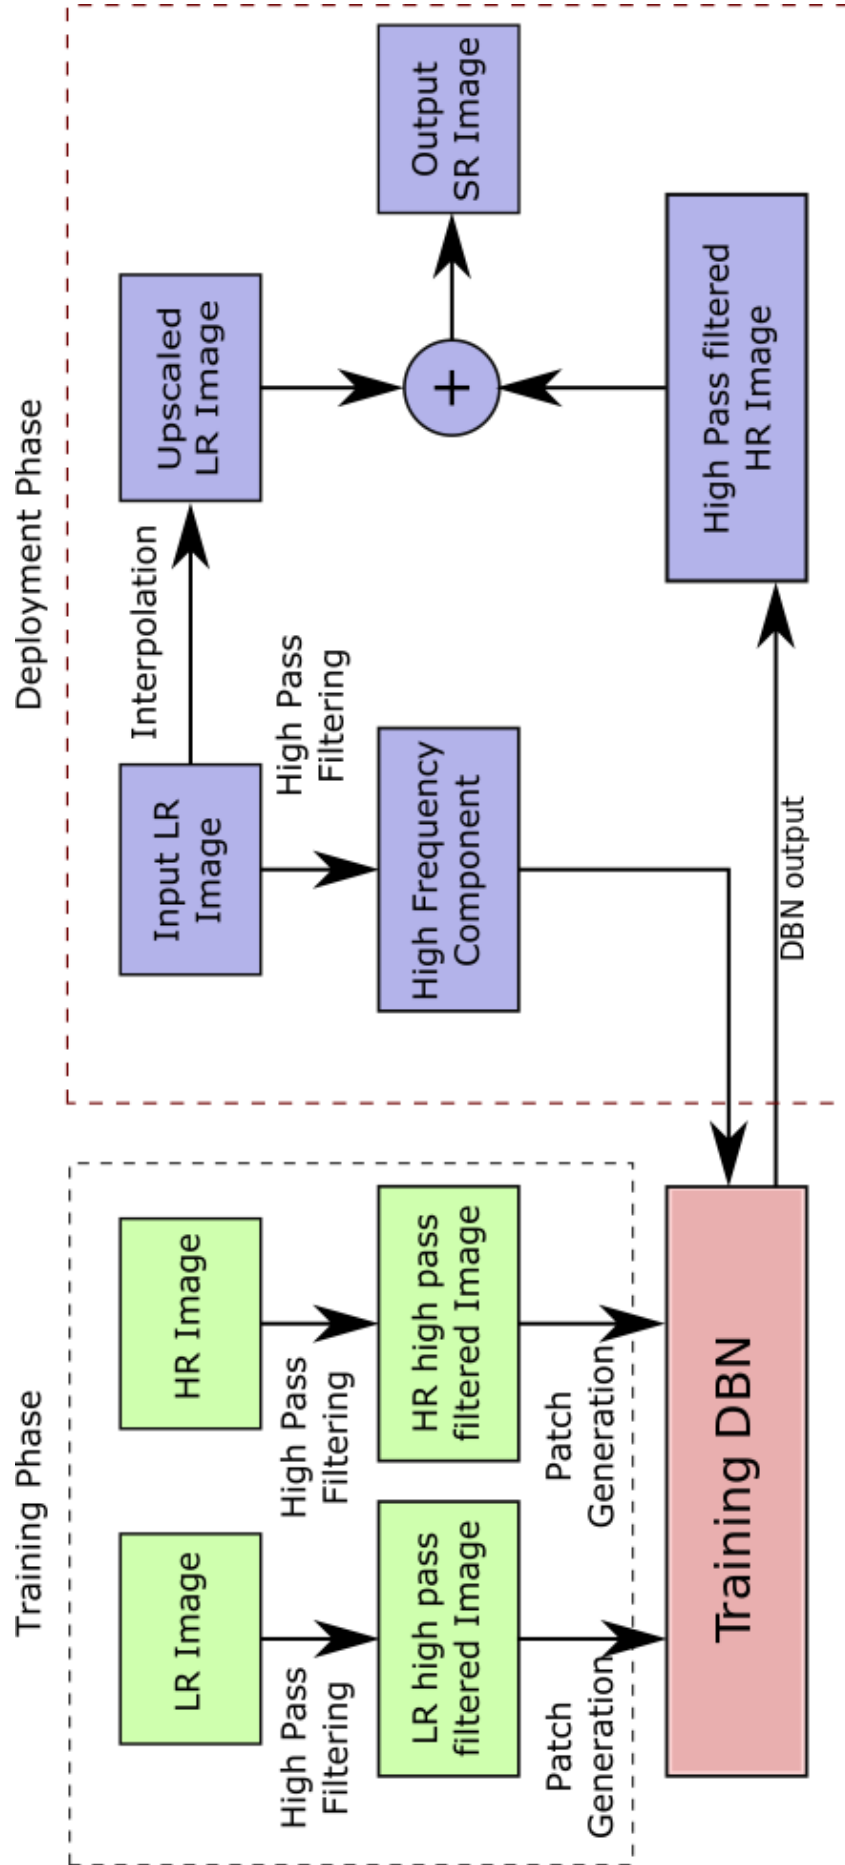 Training Phase
LR Image
HR Image
High Pass
Filtering
High Pass
Filtering
LR high pass
filtered Image
HR high pass
filtered Image
Patch
Generation
Patch
Generation
Training DBN
Deployment Phase
Input LR
Image
Interpolation
Upscaled
LR Image
High Pass
Filtering
High Frequency
Component
+
Output
SR Image
High Pass filtered
HR Image
DBN output